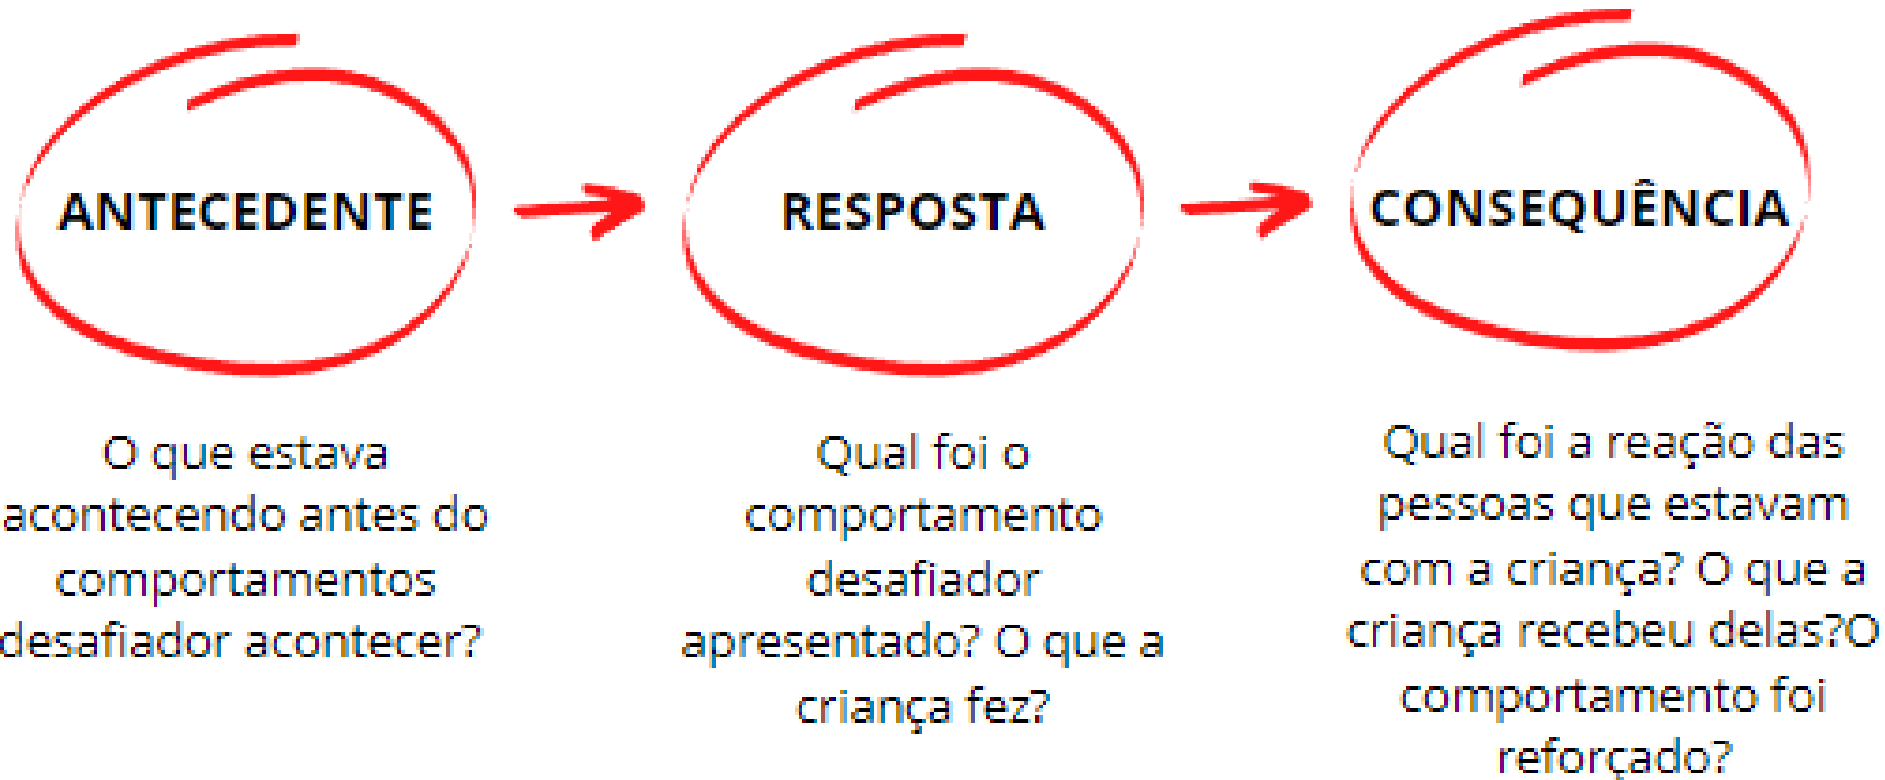 ANTECEDENTE
O que estava
acontecendo antes do
comportamentos
desafiador acontecer?
RESPOSTA
Qual foi o
comportamento
desafiador
apresentado? O que a
criança fez?
CONSEQUÊNCIA
Qual foi a reação das
pessoas que estavam
com a criança? O que a
criança recebeu delas?O
comportamento foi
reforçado?